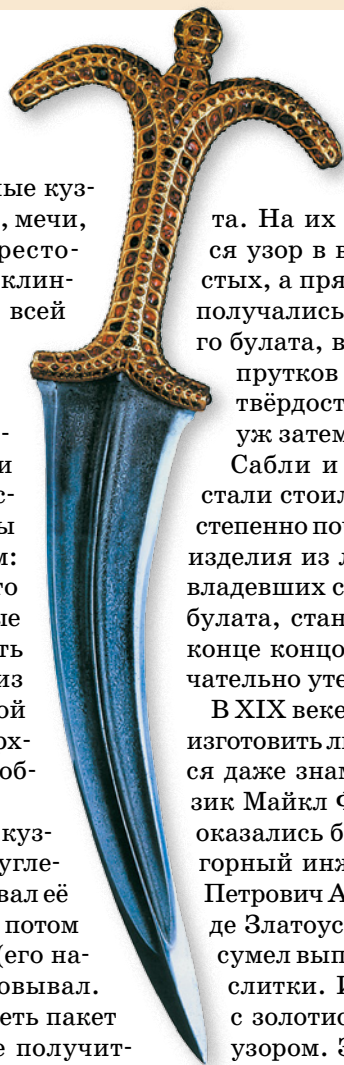 ные куз-
, мечи,
ресто-
клин-
всей
-
и
с-
ы
м:
то
ые
ть
из
ой
ох-
об-
куз-
угле-
вал её
потом
(его на-
овывал.
еть пакет
е получит-
та. На их
ся узор в в
стых, а пря
получались
го булата, в
прутков
твёрдост
уж затем
Сабли и
стали стоил
степенно поч
изделия из л
владевших с
булата, стан
конце концо
чательно уте
В XIX веке
изготовить ли
ся даже знам
зик Майкл Ф
оказались б
горный инж
Петрович А
де Златоус
сумел вып
слитки. И
с золотис
узором. Э